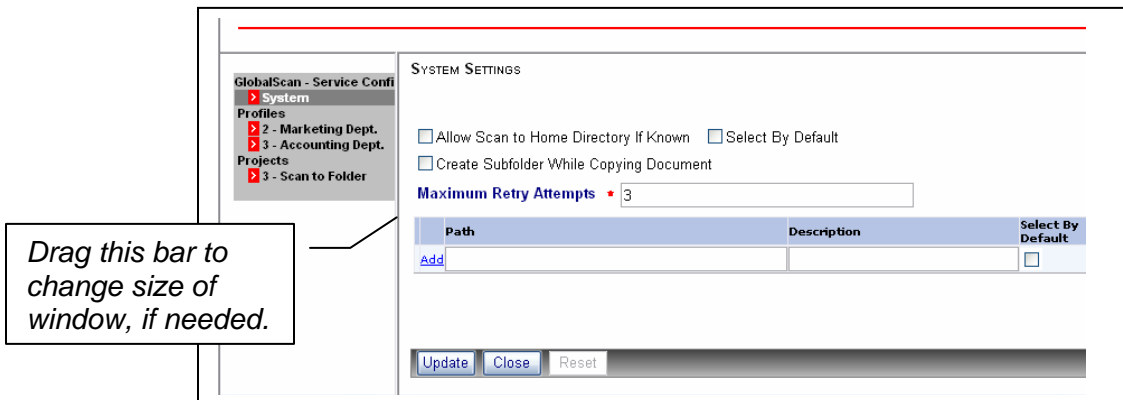 SYSTEM SETTINGS
GlobalScan - Service Confi
System
Profiles
2 - Marketing Dept.
3 - Accounting Dept.
Projects
3 - Scan to Folder
Allow Scan to Home Directory If Known Select By Default
Create Subfolder While Copying Document
Maximum Retry Attempts * 3
Path Description Select By
Default
Add
Drag this bar to
change size of
window, if needed.
Update Close Reset